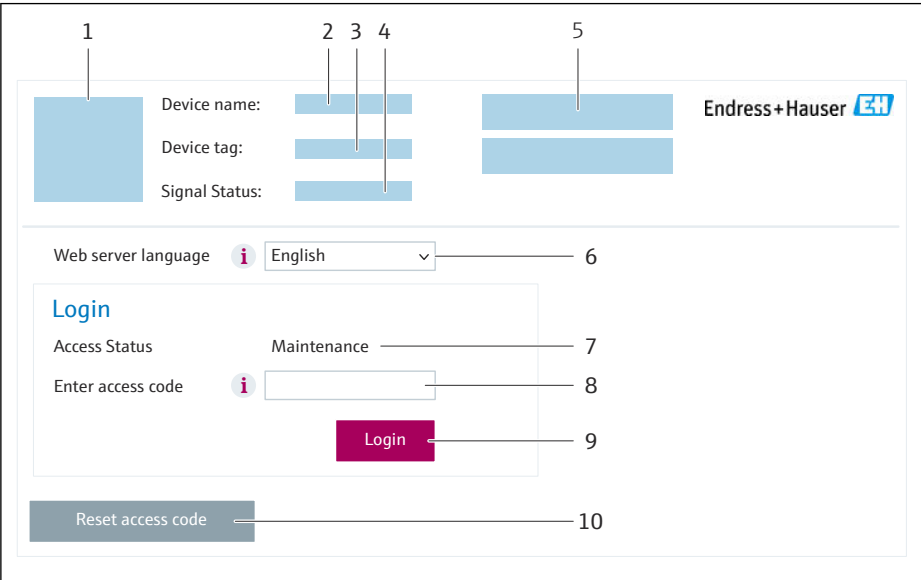 1 2 3 4 5
Device name:
Endress+Hauser EH
Device tag:
Signal Status:
Web server language i English 6
Login
Access Status Maintenance 7
Enter access code i 8
Login 9
Reset access code 10